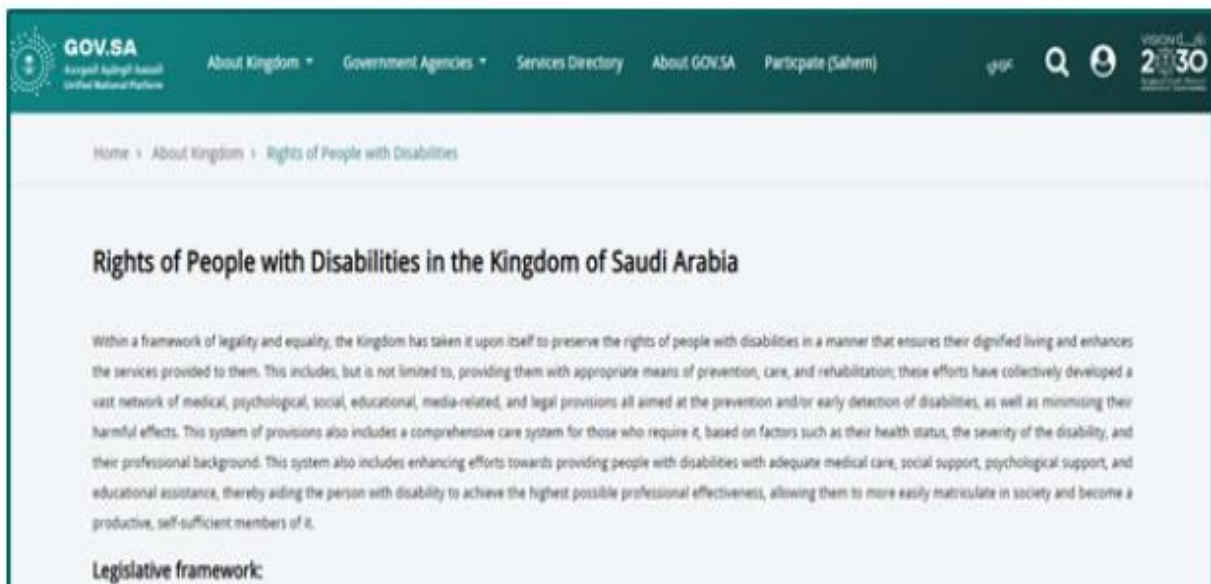 GOV.SA
Unified National Platform
About Kingdom
Government Agencies
Services Directory
About GOV.SA
Particpate (Sahem)
عربي
VISION
2030
Home › About Kingdom › Rights of People with Disabilities
Rights of People with Disabilities in the Kingdom of Saudi Arabia
Within a framework of legality and equality, the Kingdom has taken it upon itself to preserve the rights of people with disabilities in a manner that ensures their dignified living and enhances
the services provided to them. This includes, but is not limited to, providing them with appropriate means of prevention, care, and rehabilitation; these efforts have collectively developed a
vast network of medical, psychological, social, educational, media-related, and legal provisions all aimed at the prevention and/or early detection of disabilities, as well as minimising their
harmful effects. This system of provisions also includes a comprehensive care system for those who require it, based on factors such as their health status, the severity of the disability, and
their professional background. This system also includes enhancing efforts towards providing people with disabilities with adequate medical care, social support, psychological support, and
educational assistance, thereby aiding the person with disability to achieve the highest possible professional effectiveness, allowing them to more easily matriculate in society and become a
productive, self-sufficient members of it.
Legislative framework: